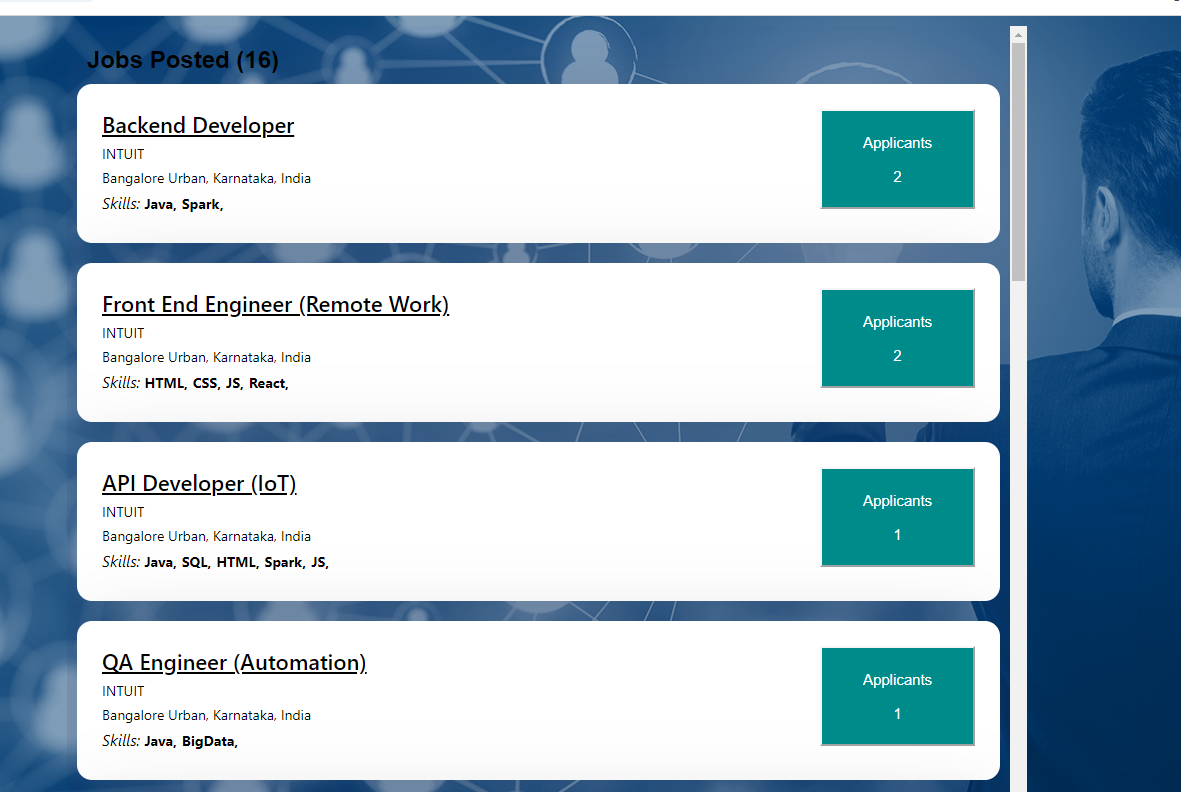 Jobs Posted (16)
Backend Developer
INTUIT
Bangalore Urban, Karnataka, India
Skills: Java, Spark,
Applicants
2
Front End Engineer (Remote Work)
INTUIT
Bangalore Urban, Karnataka, India
Skills: HTML, CSS, JS, React,
Applicants
2
API Developer (IoT)
INTUIT
Bangalore Urban, Karnataka, India
Skills: Java, SQL, HTML, Spark, JS,
Applicants
1
QA Engineer (Automation)
INTUIT
Bangalore Urban, Karnataka, India
Skills: Java, BigData,
Applicants
1